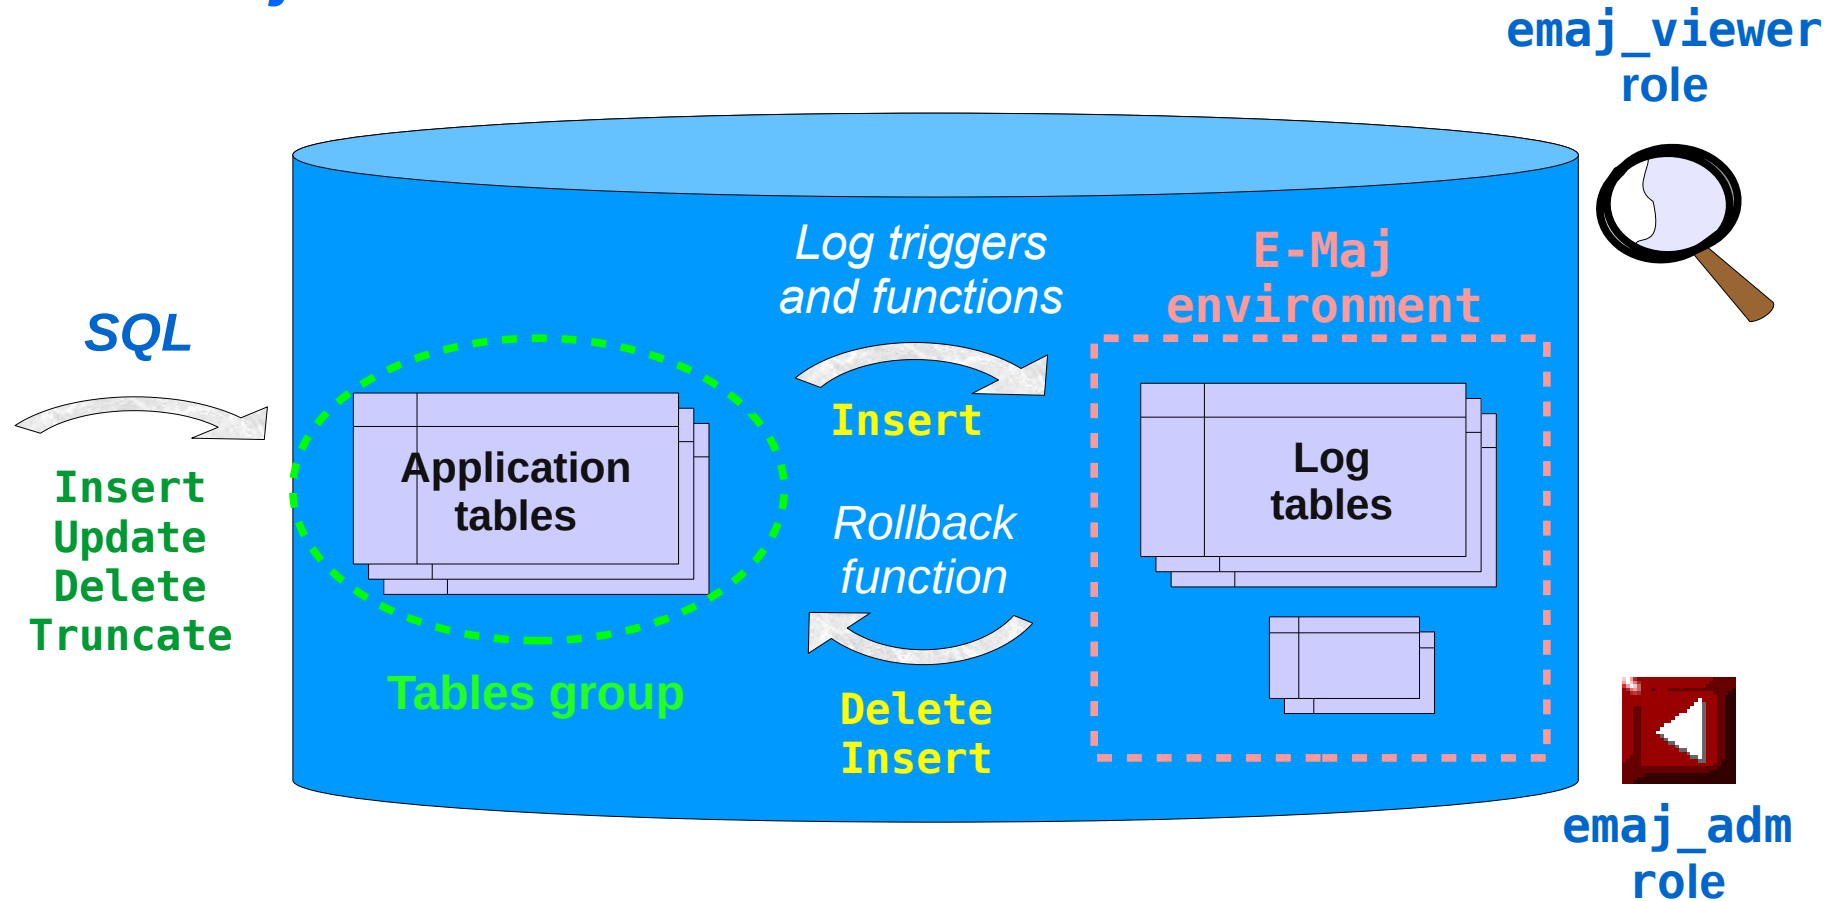 emaj_viewer
role
Log triggers
and functions
E-Maj
environment
SQL
Insert
Application
tables
Log
tables
Insert
Update
Delete
Truncate
Rollback
function
Tables group
Delete
Insert
emaj_adm
role